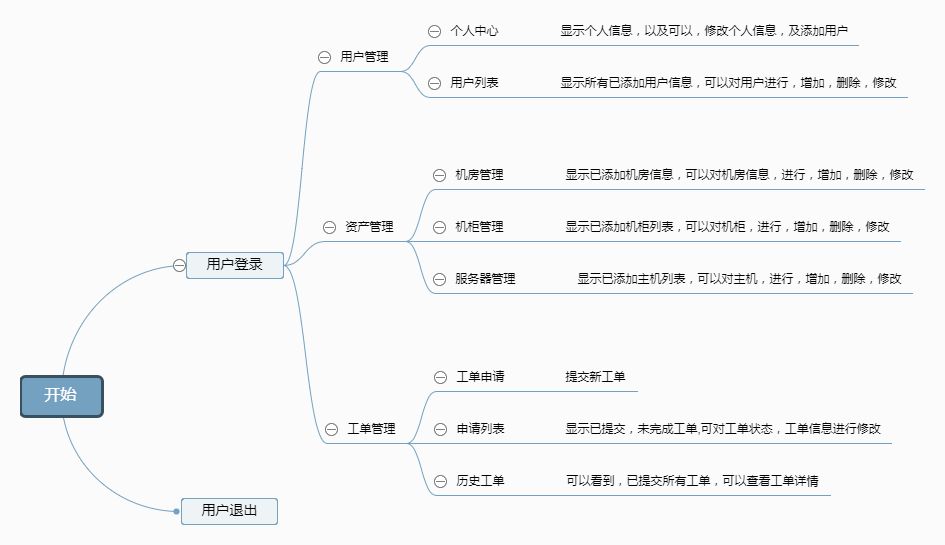 个人中心 显示个人信息，以及可以，修改个人信息，及添加用户
用户管理
用户列表 显示所有已添加用户信息，可以对用户进行，增加，删除，修改
机房管理 显示已添加机房信息，可以对机房信息，进行，增加，删除，修改
资产管理
机柜管理 显示已添加机柜列表，可以对机柜，进行，增加，删除，修改
用户登录
服务器管理 显示已添加主机列表，可以对主机，进行，增加，删除，修改
工单申请 提交新工单
开始
工单管理
申请列表 显示已提交，未完成工单,可对工单状态，工单信息进行修改
历史工单 可以看到，已提交所有工单，可以查看工单详情
用户退出